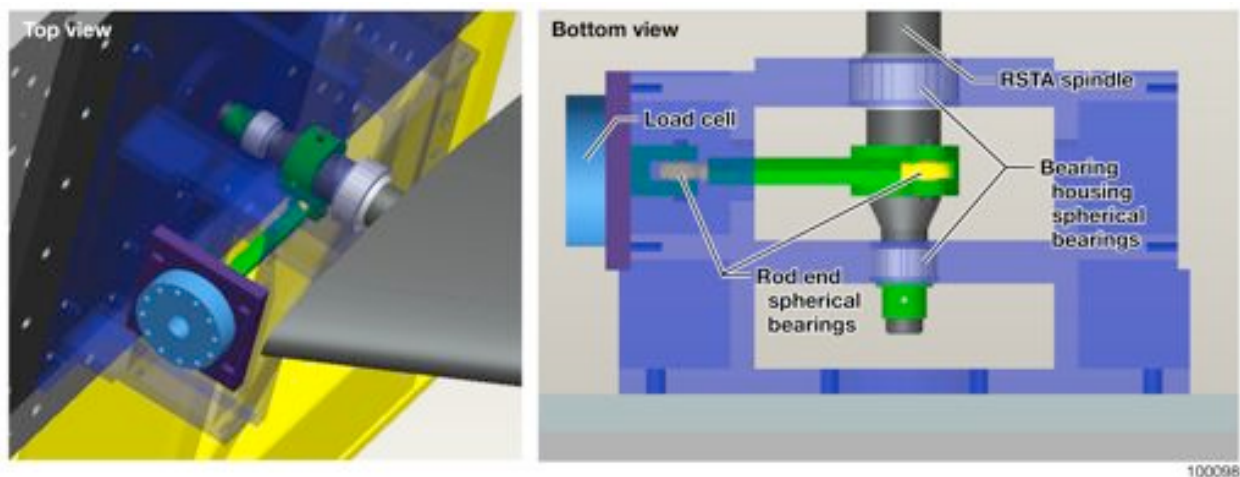 Top view
Bottom view
RSTA spindle
Load cell
Bearing
housing
spherical
bearings
Rod end
spherical
bearings
100098